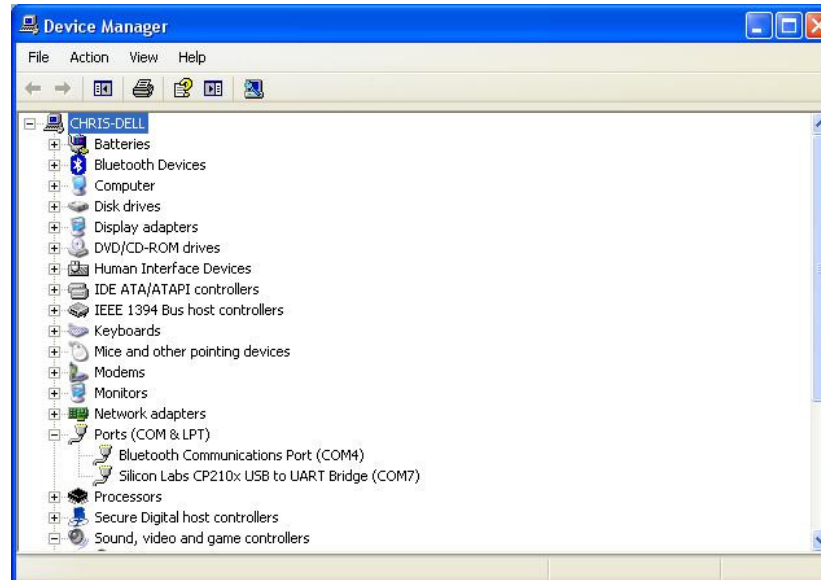 Device Manager
File Action View Help
CHRIS-DELL
Batteries
Bluetooth Devices
Computer
Disk drives
Display adapters
DVD/CD-ROM drives
Human Interface Devices
IDE ATA/ATAPI controllers
IEEE 1394 Bus host controllers
Keyboards
Mice and other pointing devices
Modems
Monitors
Network adapters
Ports (COM & LPT)
Bluetooth Communications Port (COM4)
Silicon Labs CP210x USB to UART Bridge (COM7)
Processors
Secure Digital host controllers
Sound, video and game controllers